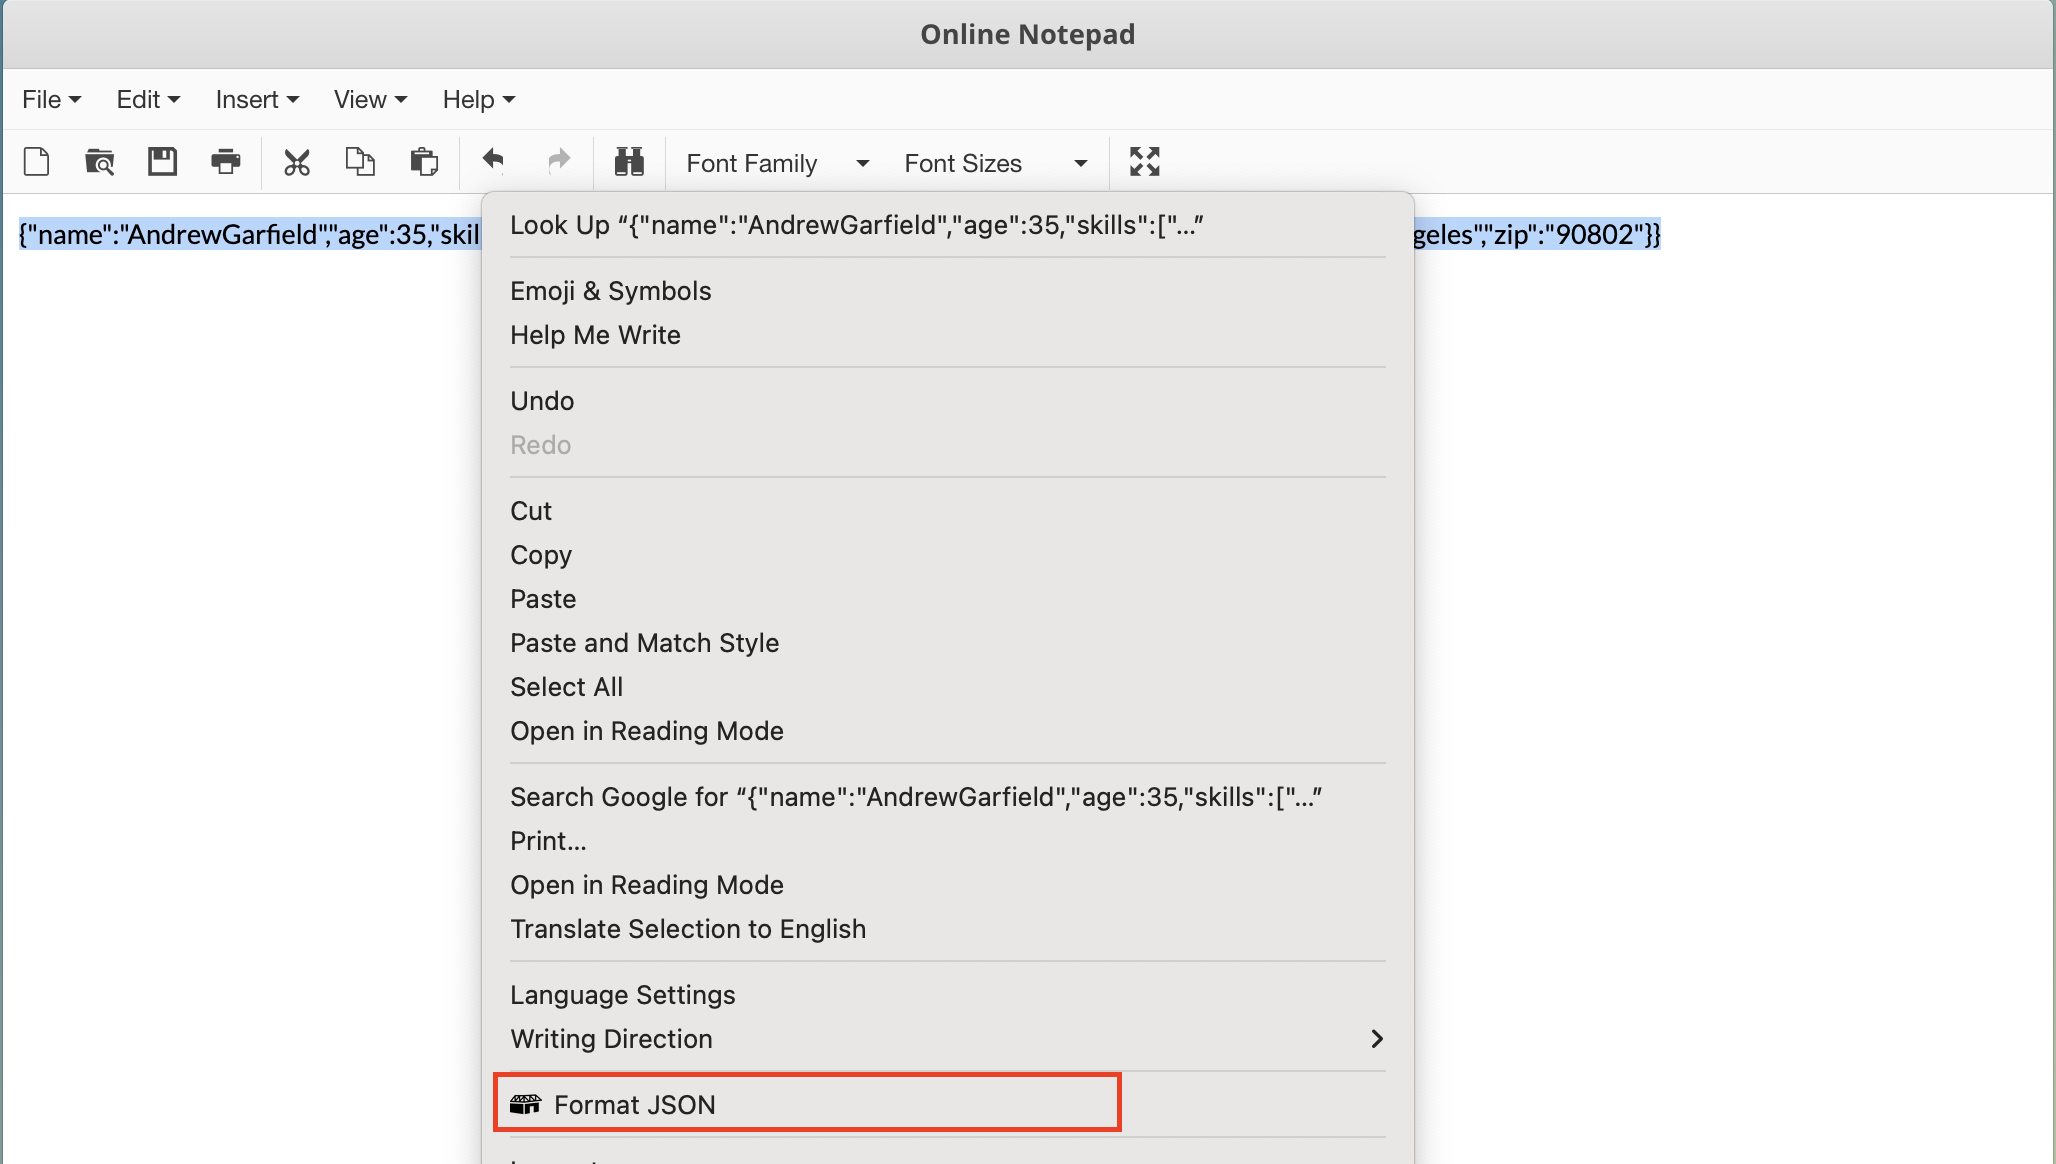 Online Notepad
File Edit Insert View Help
Font Family Font Sizes
{"name":"AndrewGarfield","age":35,"skil geles","zip":"90802"}}
Look Up “{"name":"AndrewGarfield","age":35,"skills":["...”
Emoji & Symbols
Help Me Write
Undo
Redo
Cut
Copy
Paste
Paste and Match Style
Select All
Open in Reading Mode
Search Google for “{"name":"AndrewGarfield","age":35,"skills":["...”
Print...
Open in Reading Mode
Translate Selection to English
Language Settings
Writing Direction
Format JSON